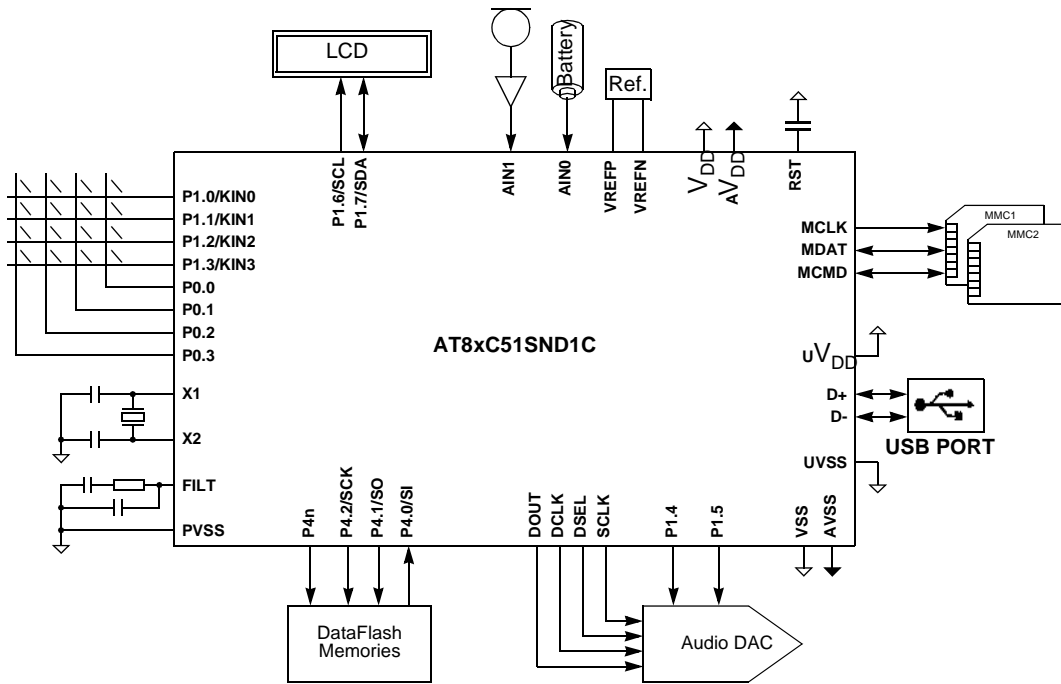 LCD
Battery
Ref.
P1.6/SCL
P1.7/SDA
AIN1
AIN0
VREFP
VREFN
VDD
AVDD
RST
P1.0/KIN0
P1.1/KIN1
P1.2/KIN2
P1.3/KIN3
P0.0
P0.1
P0.2
P0.3
X1
X2
FILT
PVSS
AT8xC51SND1C
MCLK
MDAT
MCMD
MMC1
MMC2
UVDD
D+
D-
USB PORT
UVSS
P4n
P4.2/SCK
P4.1/SO
P4.0/SI
DOUT
DCLK
DSEL
SCLK
P1.4
P1.5
VSS
AVSS
DataFlash
Memories
Audio DAC